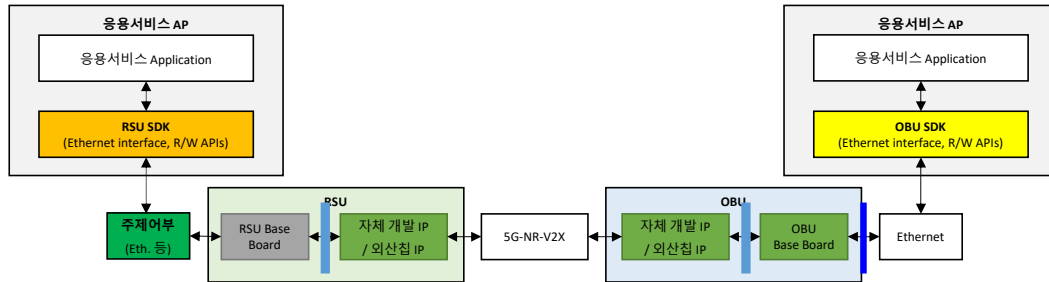 응용서비스 AP
응용서비스 Application
RSU SDK
(Ethernet interface, R/W APIs)
응용서비스 AP
응용서비스 Application
OBU SDK
(Ethernet interface, R/W APIs)
주제어부
(Eth. 등)
RSU
RSU Base
Board
자체 개발 IP
/ 외산칩 IP
5G-NR-V2X
OBU
자체 개발 IP
/ 외산칩 IP
OBU
Base Board
Ethernet